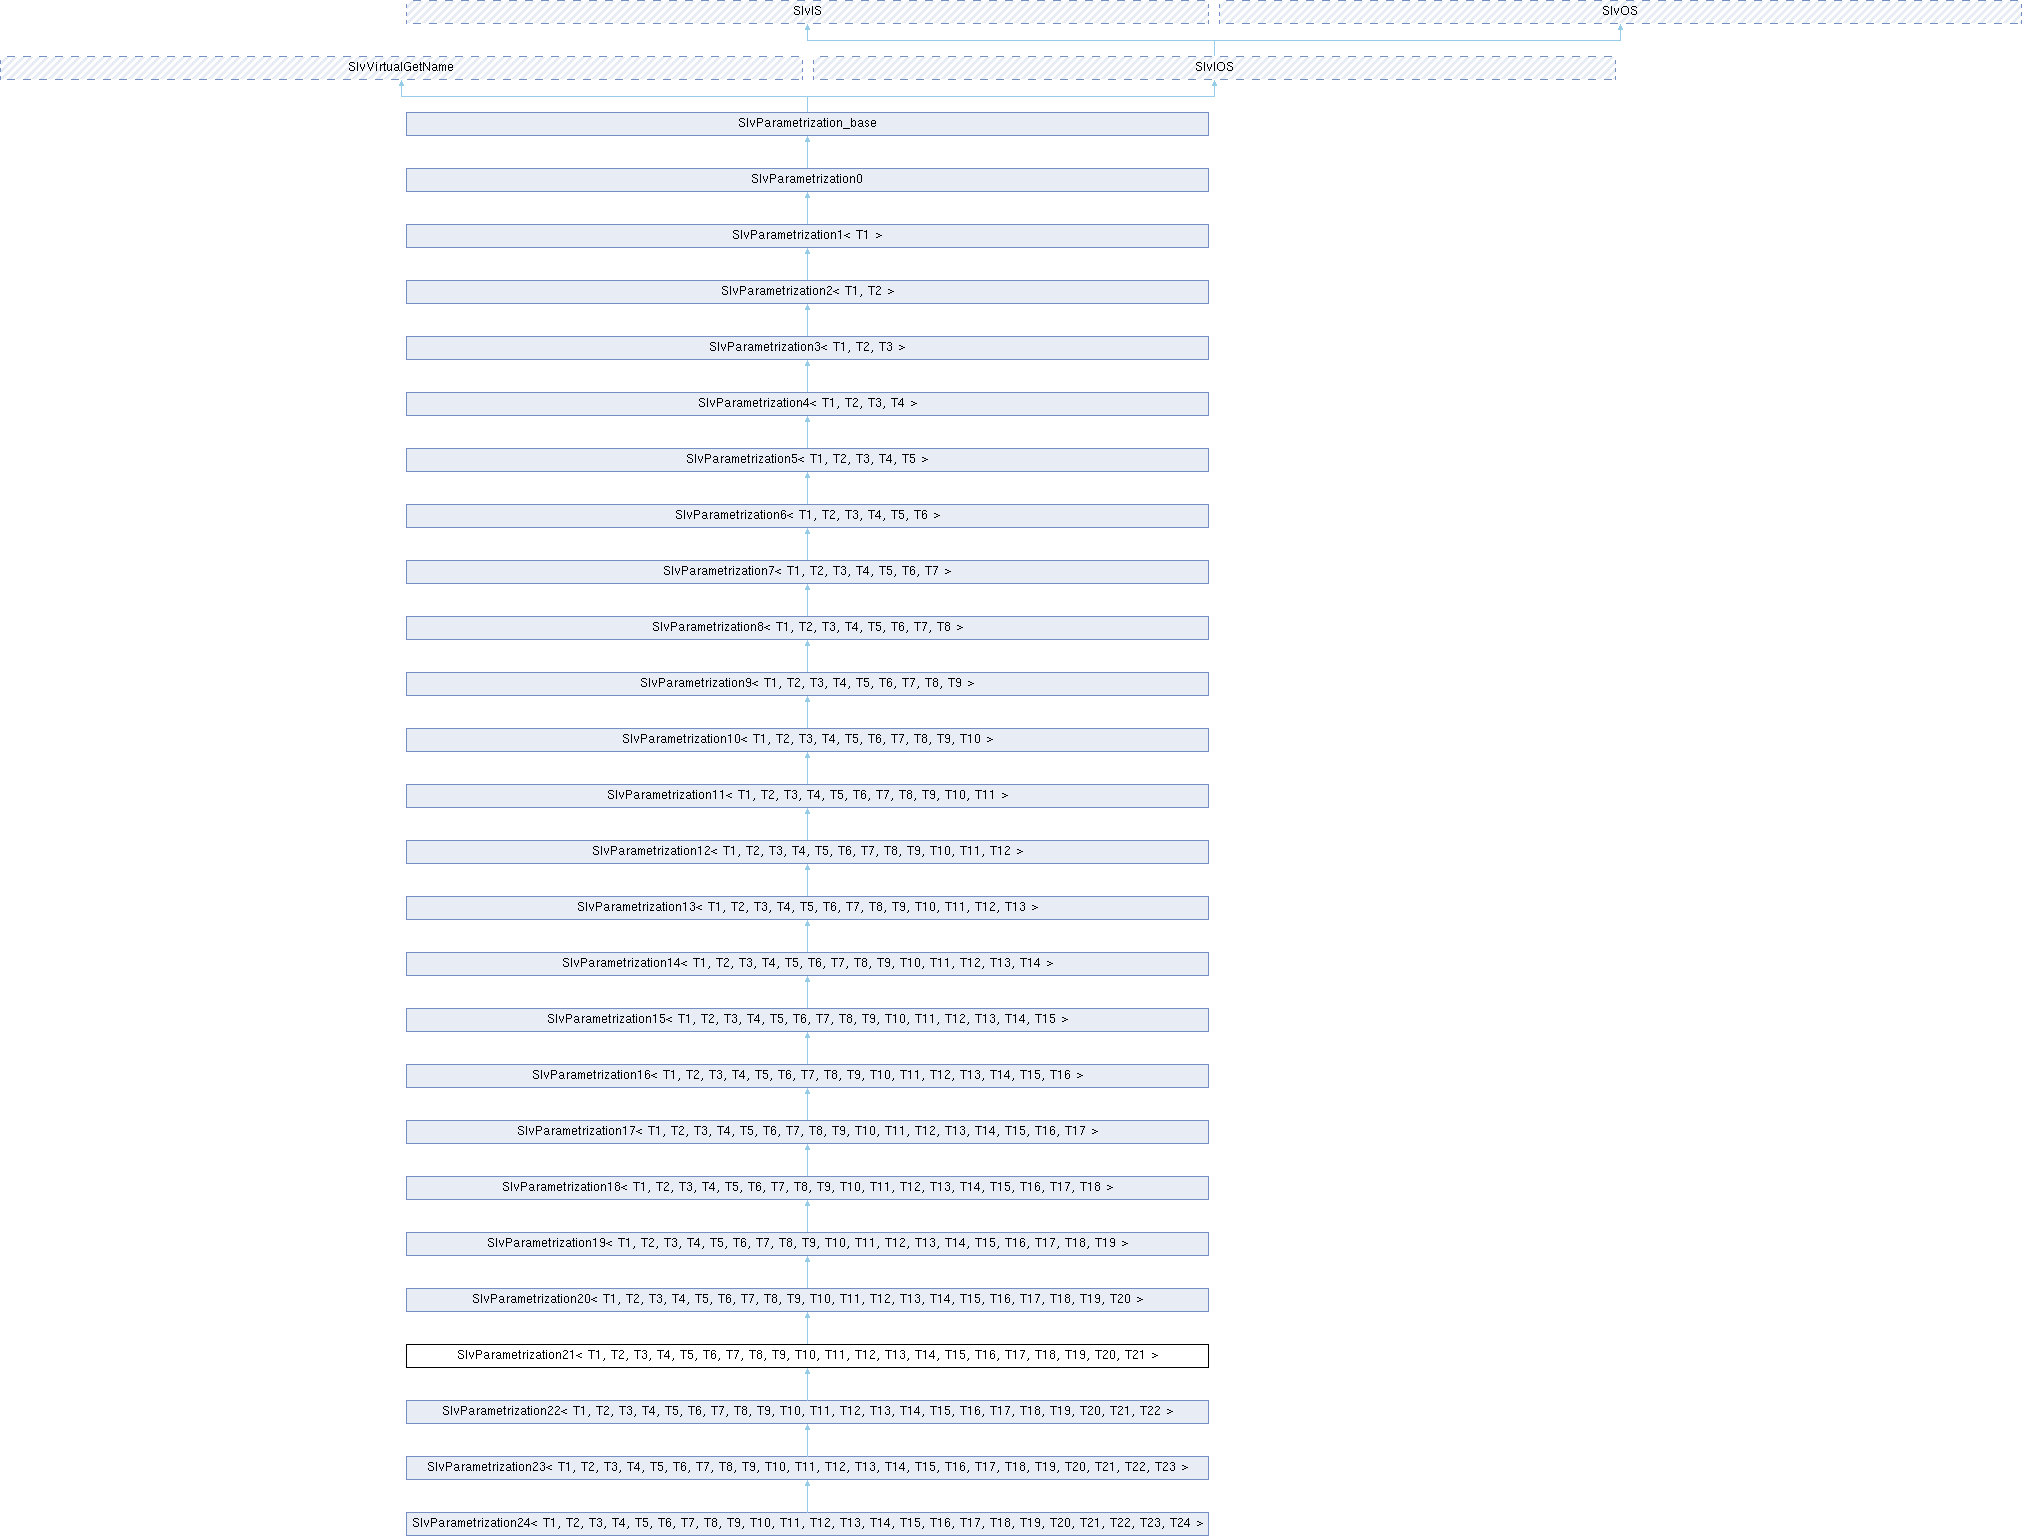 SlvIS
SlvOS
SlvVirtualGetName
SlvIOS
SlvParametrization_base
SlvParametrization0
SlvParametrization1< T1 >
SlvParametrization2< T1, T2 >
SlvParametrization3< T1, T2, T3 >
SlvParametrization4< T1, T2, T3, T4 >
SlvParametrization5< T1, T2, T3, T4, T5 >
SlvParametrization6< T1, T2, T3, T4, T5, T6 >
SlvParametrization7< T1, T2, T3, T4, T5, T6, T7 >
SlvParametrization8< T1, T2, T3, T4, T5, T6, T7, T8 >
SlvParametrization9< T1, T2, T3, T4, T5, T6, T7, T8, T9 >
SlvParametrization10< T1, T2, T3, T4, T5, T6, T7, T8, T9, T10 >
SlvParametrization11< T1, T2, T3, T4, T5, T6, T7, T8, T9, T10, T11 >
SlvParametrization12< T1, T2, T3, T4, T5, T6, T7, T8, T9, T10, T11, T12 >
SlvParametrization13< T1, T2, T3, T4, T5, T6, T7, T8, T9, T10, T11, T12, T13 >
SlvParametrization14< T1, T2, T3, T4, T5, T6, T7, T8, T9, T10, T11, T12, T13, T14 >
SlvParametrization15< T1, T2, T3, T4, T5, T6, T7, T8, T9, T10, T11, T12, T13, T14, T15 >
SlvParametrization16< T1, T2, T3, T4, T5, T6, T7, T8, T9, T10, T11, T12, T13, T14, T15, T16 >
SlvParametrization17< T1, T2, T3, T4, T5, T6, T7, T8, T9, T10, T11, T12, T13, T14, T15, T16, T17 >
SlvParametrization18< T1, T2, T3, T4, T5, T6, T7, T8, T9, T10, T11, T12, T13, T14, T15, T16, T17, T18 >
SlvParametrization19< T1, T2, T3, T4, T5, T6, T7, T8, T9, T10, T11, T12, T13, T14, T15, T16, T17, T18, T19 >
SlvParametrization20< T1, T2, T3, T4, T5, T6, T7, T8, T9, T10, T11, T12, T13, T14, T15, T16, T17, T18, T19, T20 >
SlvParametrization21< T1, T2, T3, T4, T5, T6, T7, T8, T9, T10, T11, T12, T13, T14, T15, T16, T17, T18, T19, T20, T21 >
SlvParametrization22< T1, T2, T3, T4, T5, T6, T7, T8, T9, T10, T11, T12, T13, T14, T15, T16, T17, T18, T19, T20, T21, T22 >
SlvParametrization23< T1, T2, T3, T4, T5, T6, T7, T8, T9, T10, T11, T12, T13, T14, T15, T16, T17, T18, T19, T20, T21, T22, T23 >
SlvParametrization24< T1, T2, T3, T4, T5, T6, T7, T8, T9, T10, T11, T12, T13, T14, T15, T16, T17, T18, T19, T20, T21, T22, T23, T24 >